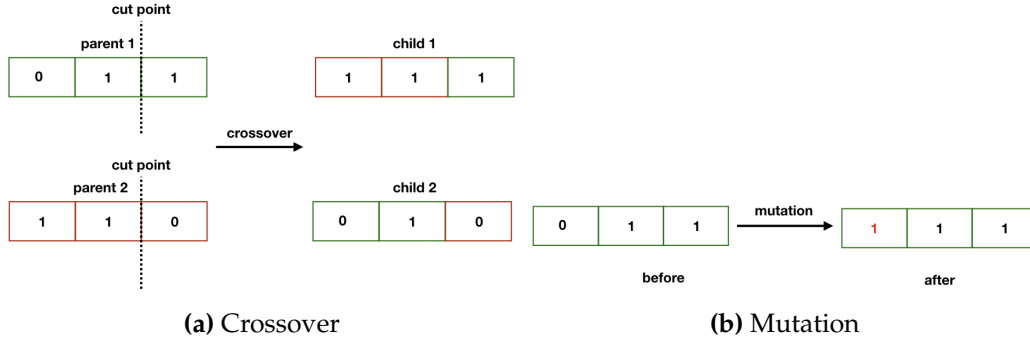 cut point
parent 1
0 1 1
child 1
1 1 1
crossover
cut point
parent 2
1 1 0
child 2
0 1 0
(a) Crossover
0 1 1
before
mutation
1 1 1
after
(b) Mutation